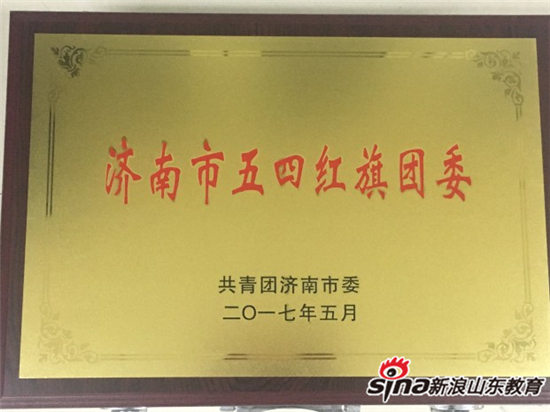 济南市五四红旗团委
共青团济南市委
二〇一七年五月
sina新浪山东教育